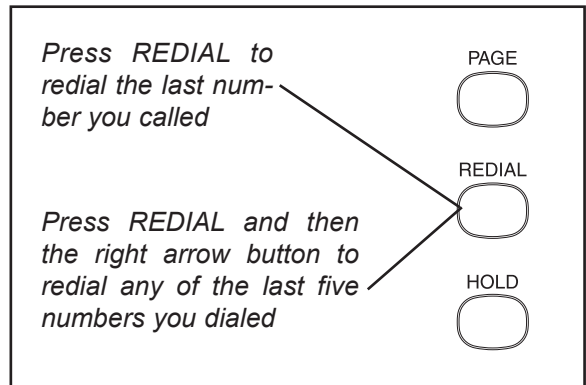 Press REDIAL to
redial the last num-
ber you called
PAGE
REDIAL
Press REDIAL and then
the right arrow button to
redial any of the last five
numbers you dialed
HOLD